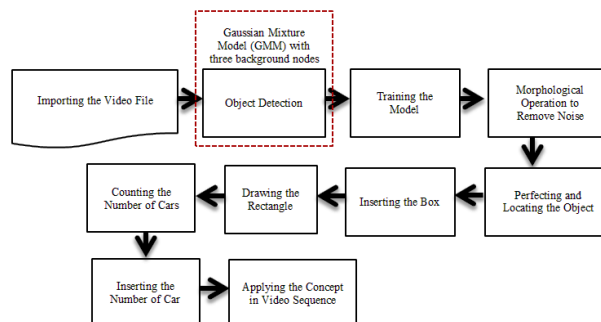 Gaussian Mixture
Model (GMM) with
three background nodes
Importing the Video File
Object Detection
Training the
Model
Morphological
Operation to
Remove Noise
Counting the
Number of Cars
Drawing the
Rectangle
Inserting the Box
Perfecting and
Locating the Object
Inserting the
Number of Car
Applying the Concept
in Video Sequence